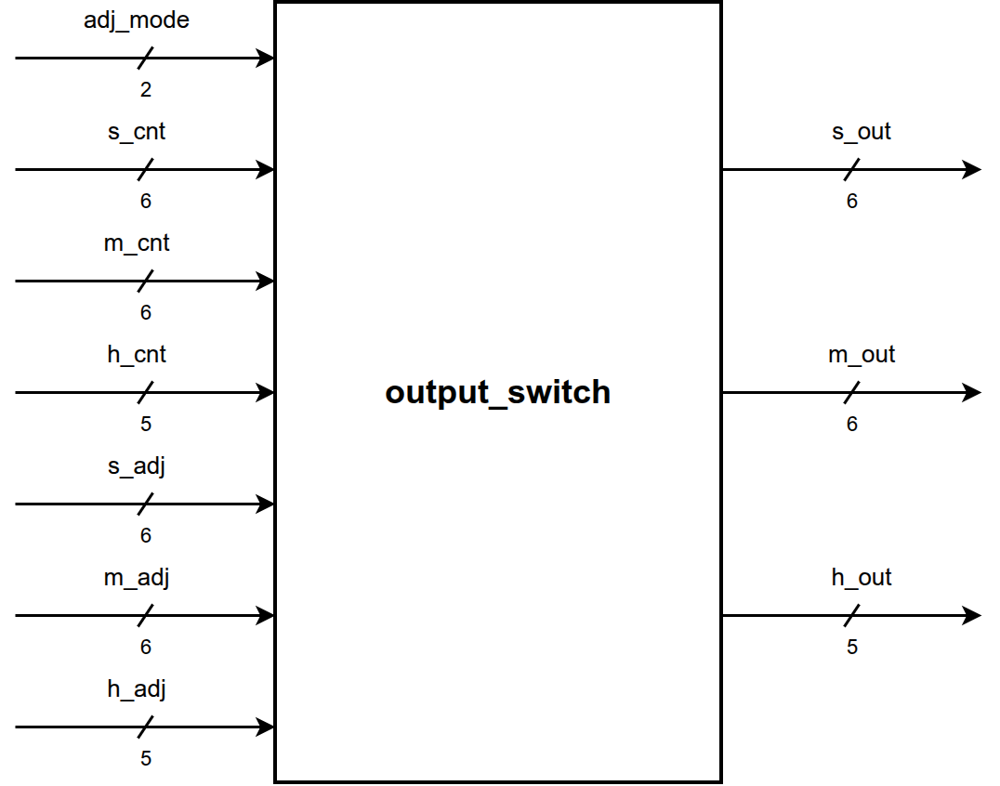 adj_mode
2
s_cnt
6
m_cnt
6
h_cnt
5
s_adj
6
m_adj
6
h_adj
5
output_switch
s_out
6
m_out
6
h_out
5